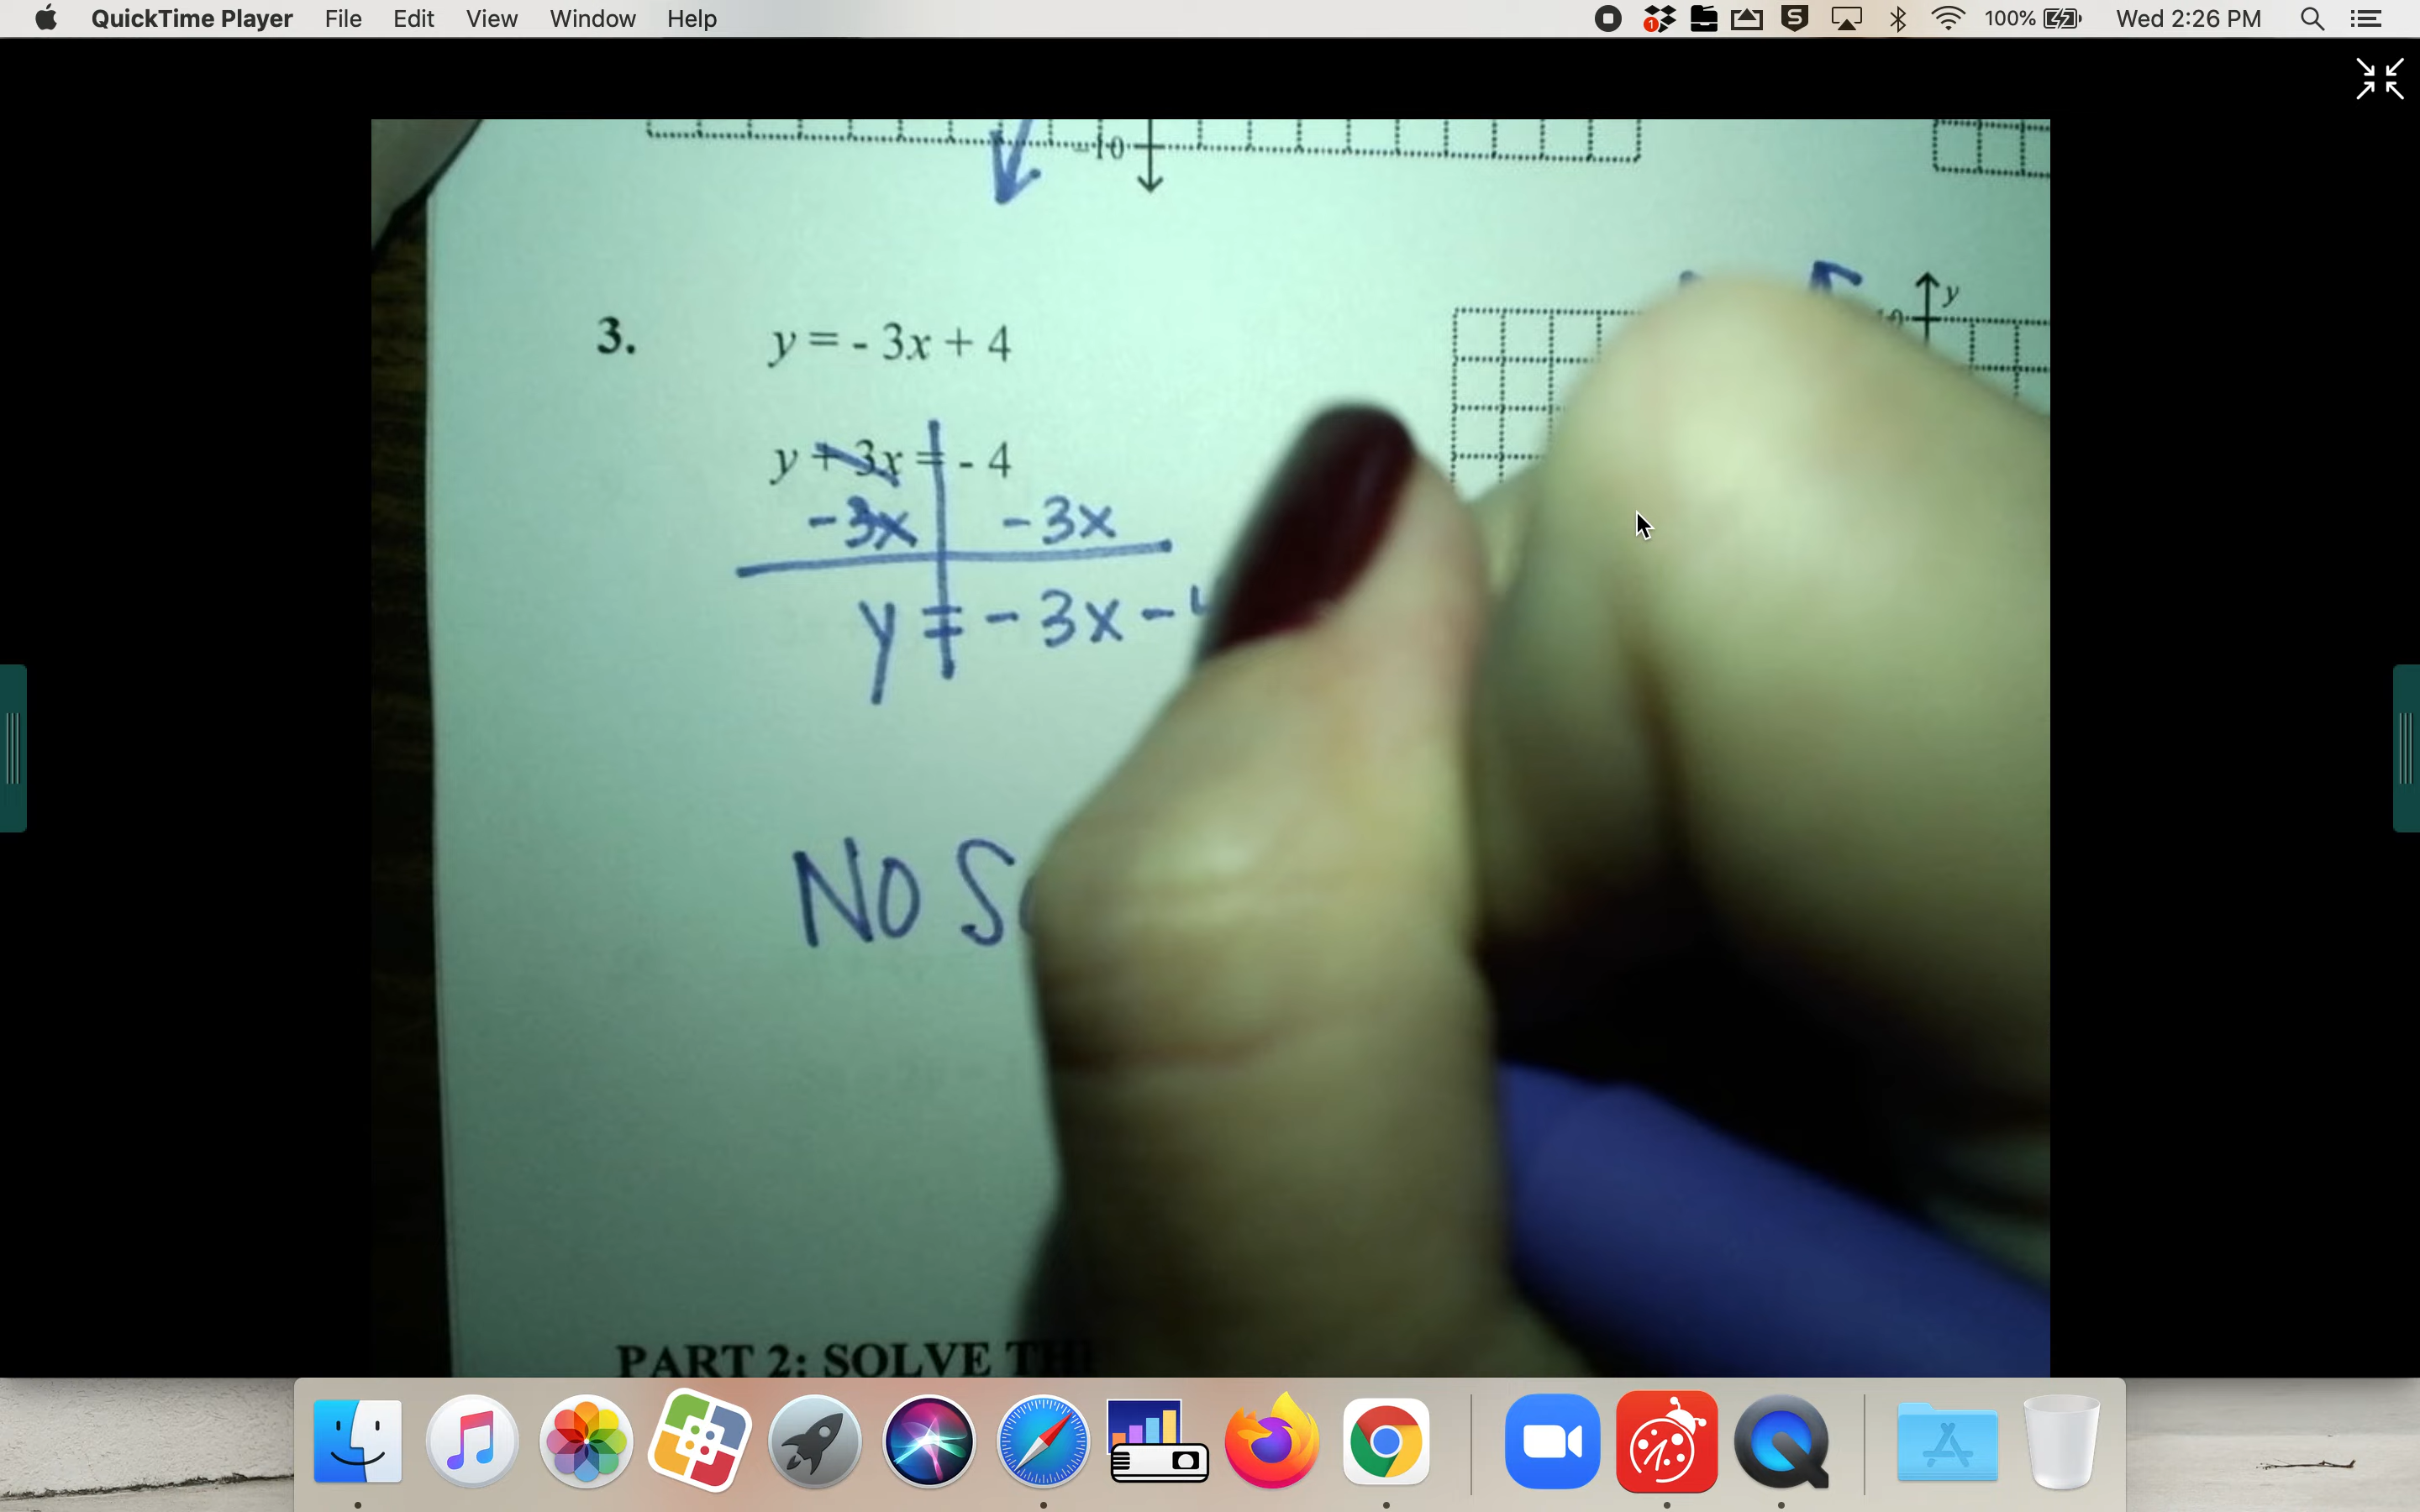 QuickTime Player File Edit View Window Help 1 S 100% Wed 2:26 PM
-10
3. y = - 3x + 4
y
y + 3x = - 4
-3x -3x
y = - 3x -
NO
PART 2: SOLVE